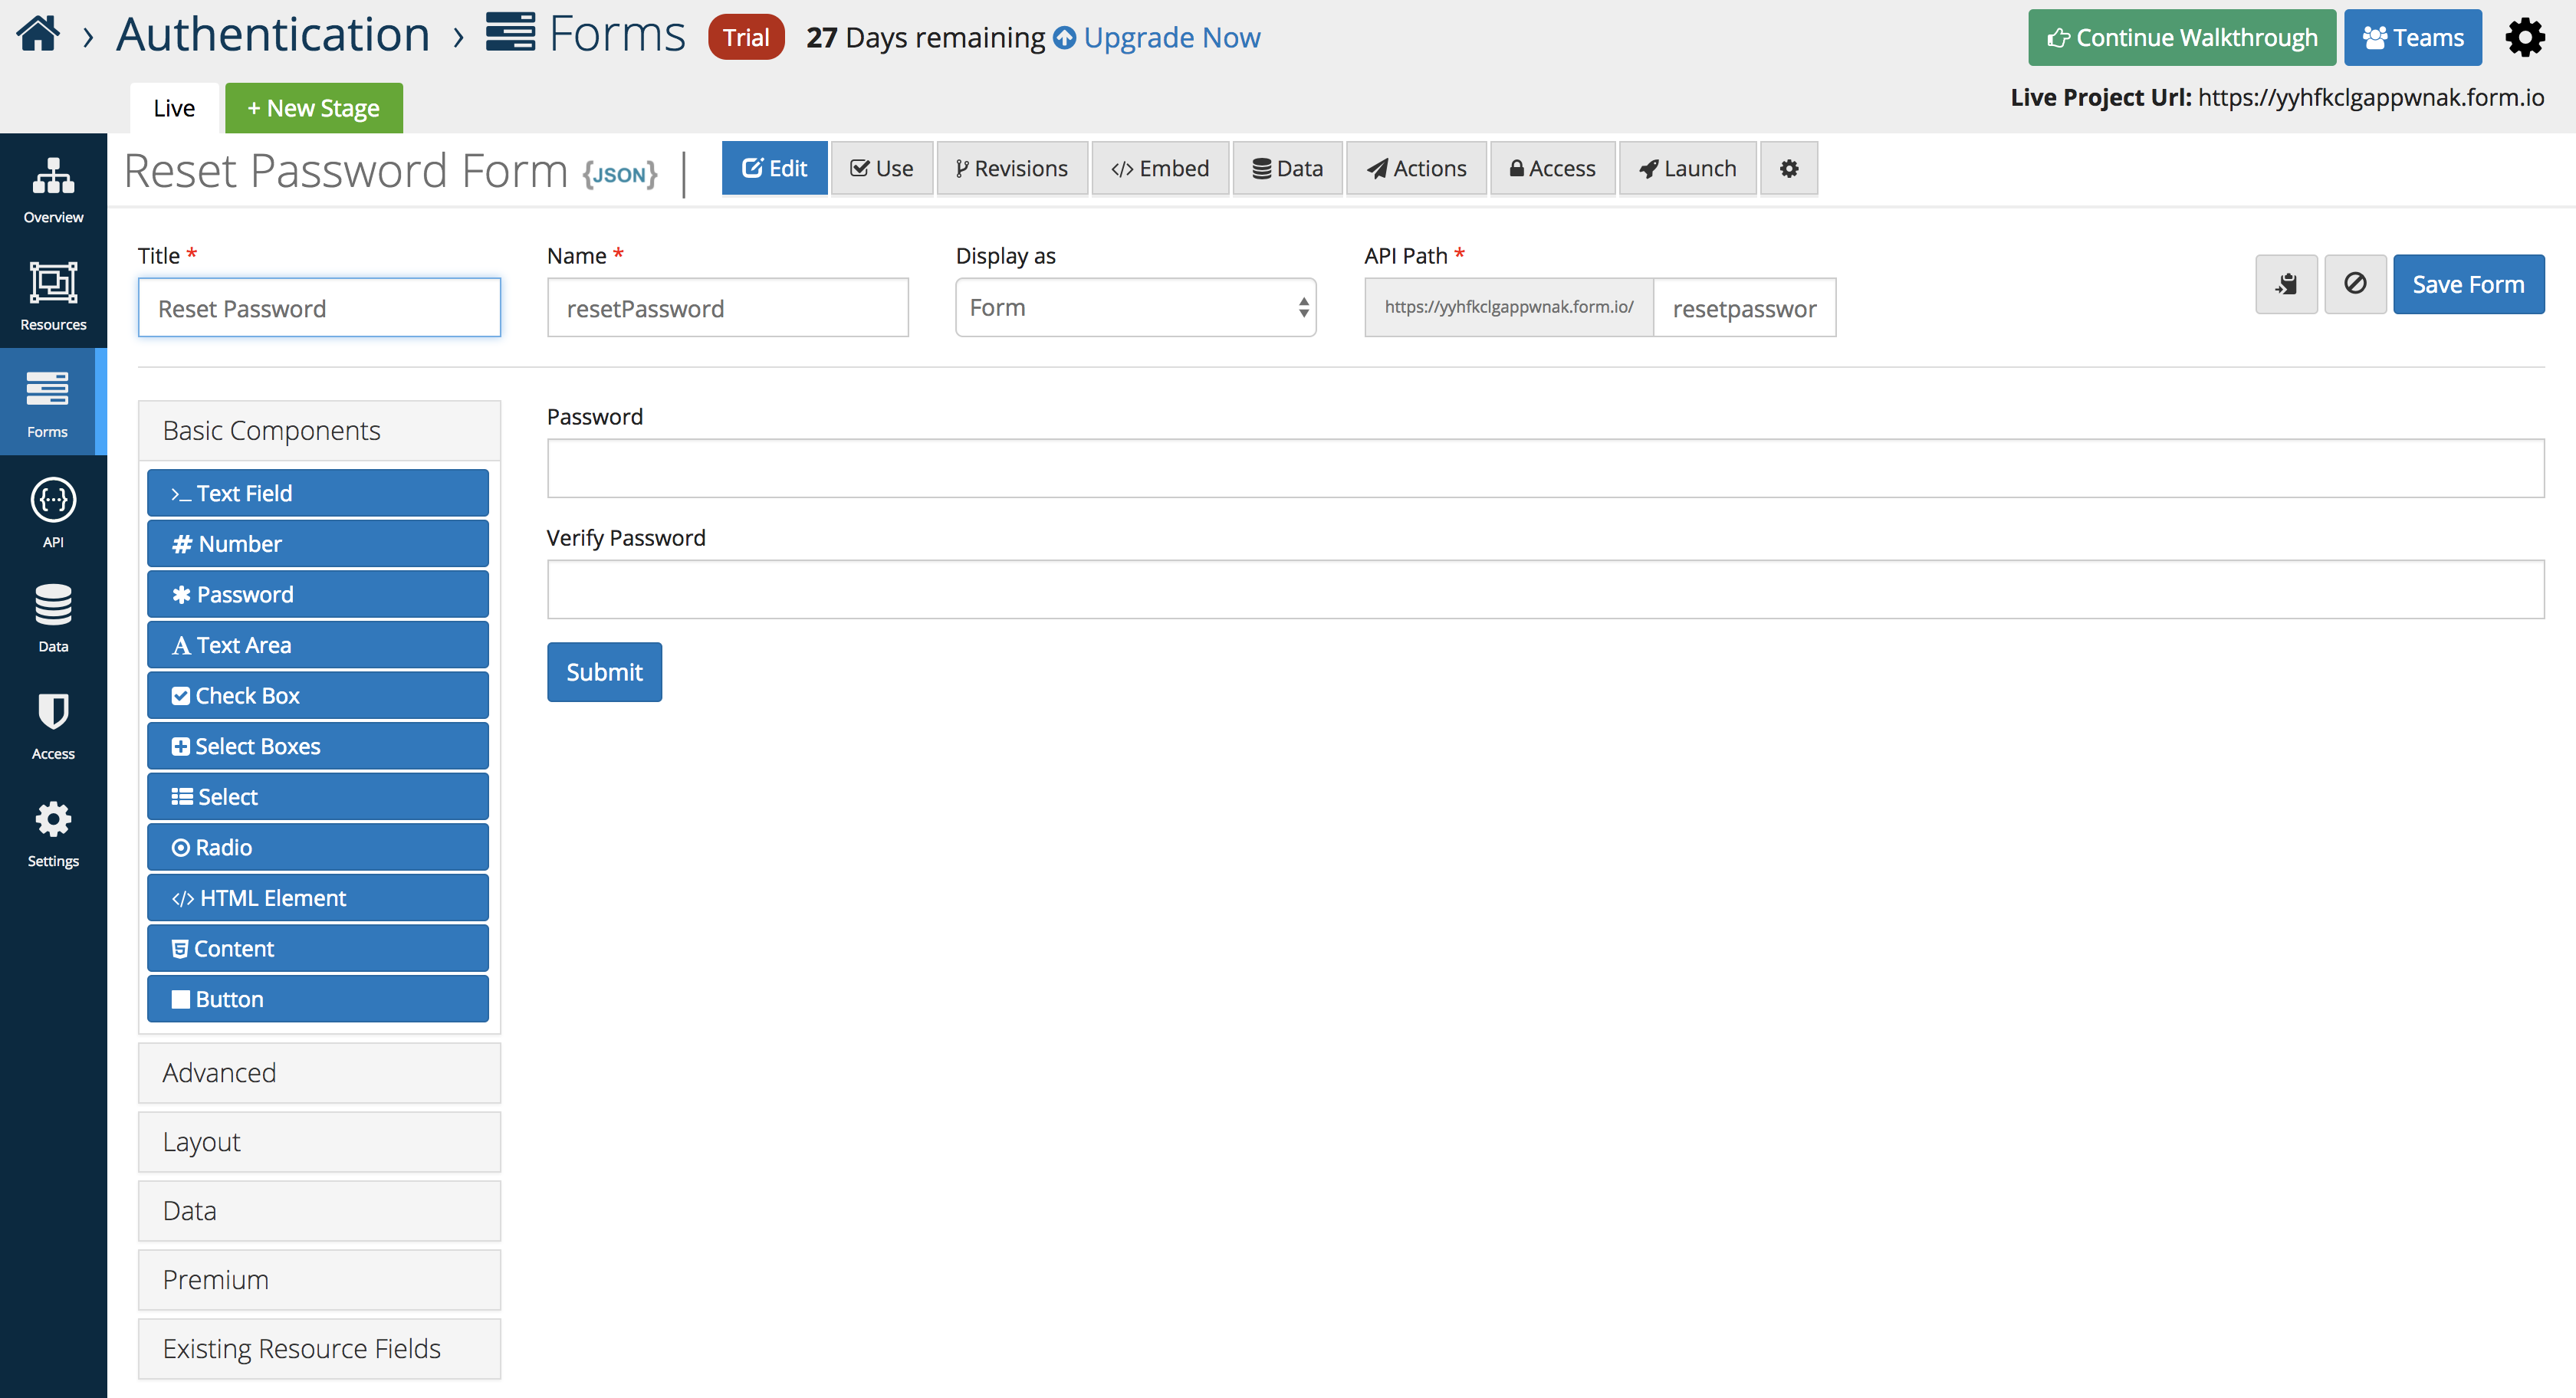 › Authentication › Forms Trial 27 Days remaining Upgrade Now
Continue Walkthrough Teams
Live + New Stage
Live Project Url: https://yyhfkclgappwnak.form.io
Overview
Resources
Forms
API
Data
Access
Settings
Reset Password Form {JSON} |
Edit Use Revisions </> Embed Data Actions Access Launch
Title * Name * Display as API Path *
Reset Password resetPassword Form https://yyhfkclgappwnak.form.io/ resetpasswor
Save Form
Basic Components
>_ Text Field
# Number
* Password
A Text Area
Check Box
Select Boxes
Select
Radio
</> HTML Element
Content
Button
Advanced
Layout
Data
Premium
Existing Resource Fields
Password
Verify Password
Submit